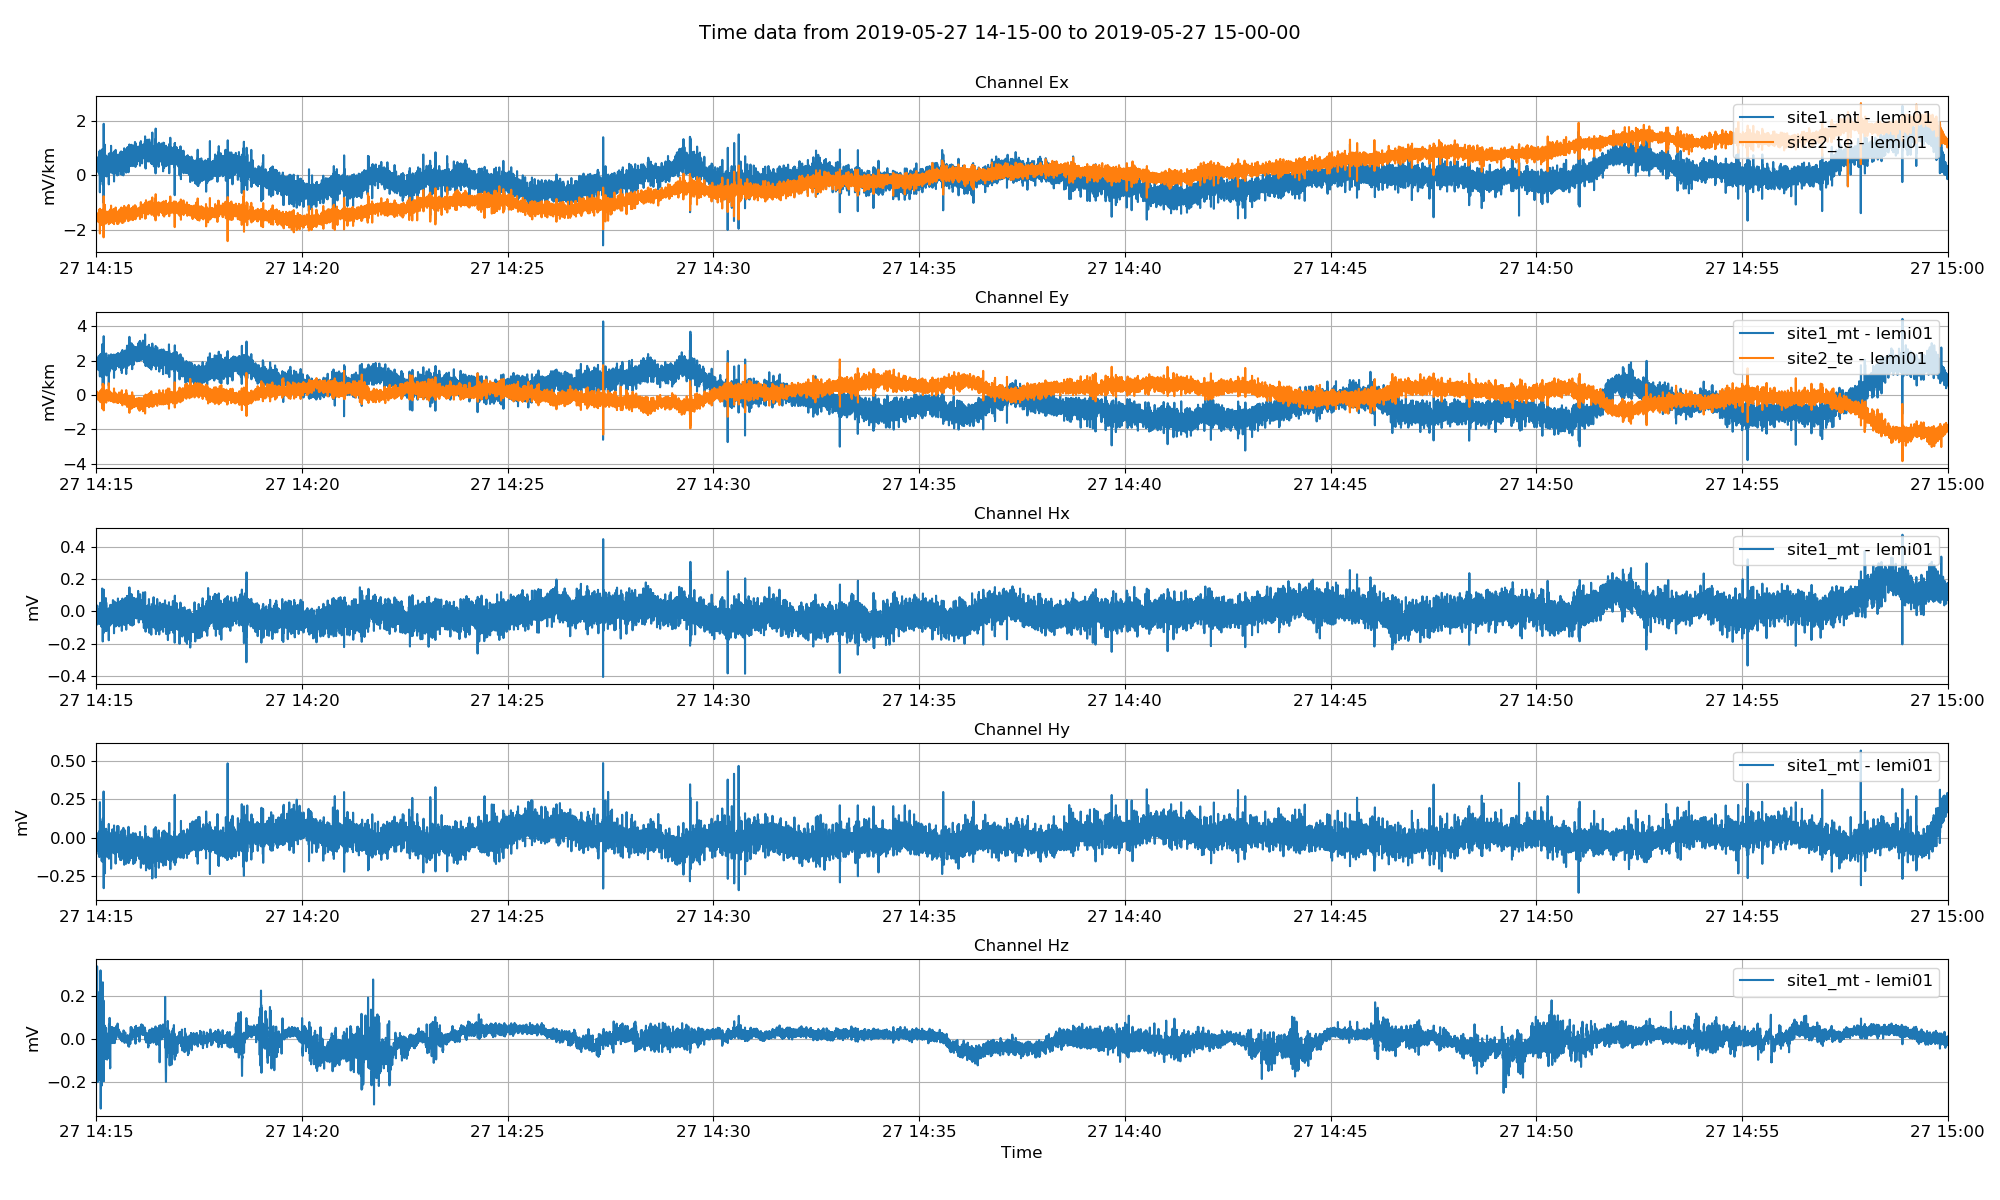 Time data from 2019-05-27 14-15-00 to 2019-05-27 15-00-00
Channel Ex
mV/km
2
0
−2
site1_mt - lemi01
site2_te - lemi01
27 14:15 27 14:20 27 14:25 27 14:30 27 14:35 27 14:40 27 14:45 27 14:50 27 14:55 27 15:00
Channel Ey
mV/km
4
2
0
−2
−4
site1_mt - lemi01
site2_te - lemi01
27 14:15 27 14:20 27 14:25 27 14:30 27 14:35 27 14:40 27 14:45 27 14:50 27 14:55 27 15:00
Channel Hx
mV
0.4
0.2
0.0
−0.2
−0.4
site1_mt - lemi01
27 14:15 27 14:20 27 14:25 27 14:30 27 14:35 27 14:40 27 14:45 27 14:50 27 14:55 27 15:00
Channel Hy
mV
0.50
0.25
0.00
−0.25
site1_mt - lemi01
27 14:15 27 14:20 27 14:25 27 14:30 27 14:35 27 14:40 27 14:45 27 14:50 27 14:55 27 15:00
Channel Hz
mV
0.2
0.0
−0.2
site1_mt - lemi01
27 14:15 27 14:20 27 14:25 27 14:30 27 14:35 27 14:40 27 14:45 27 14:50 27 14:55 27 15:00
Time